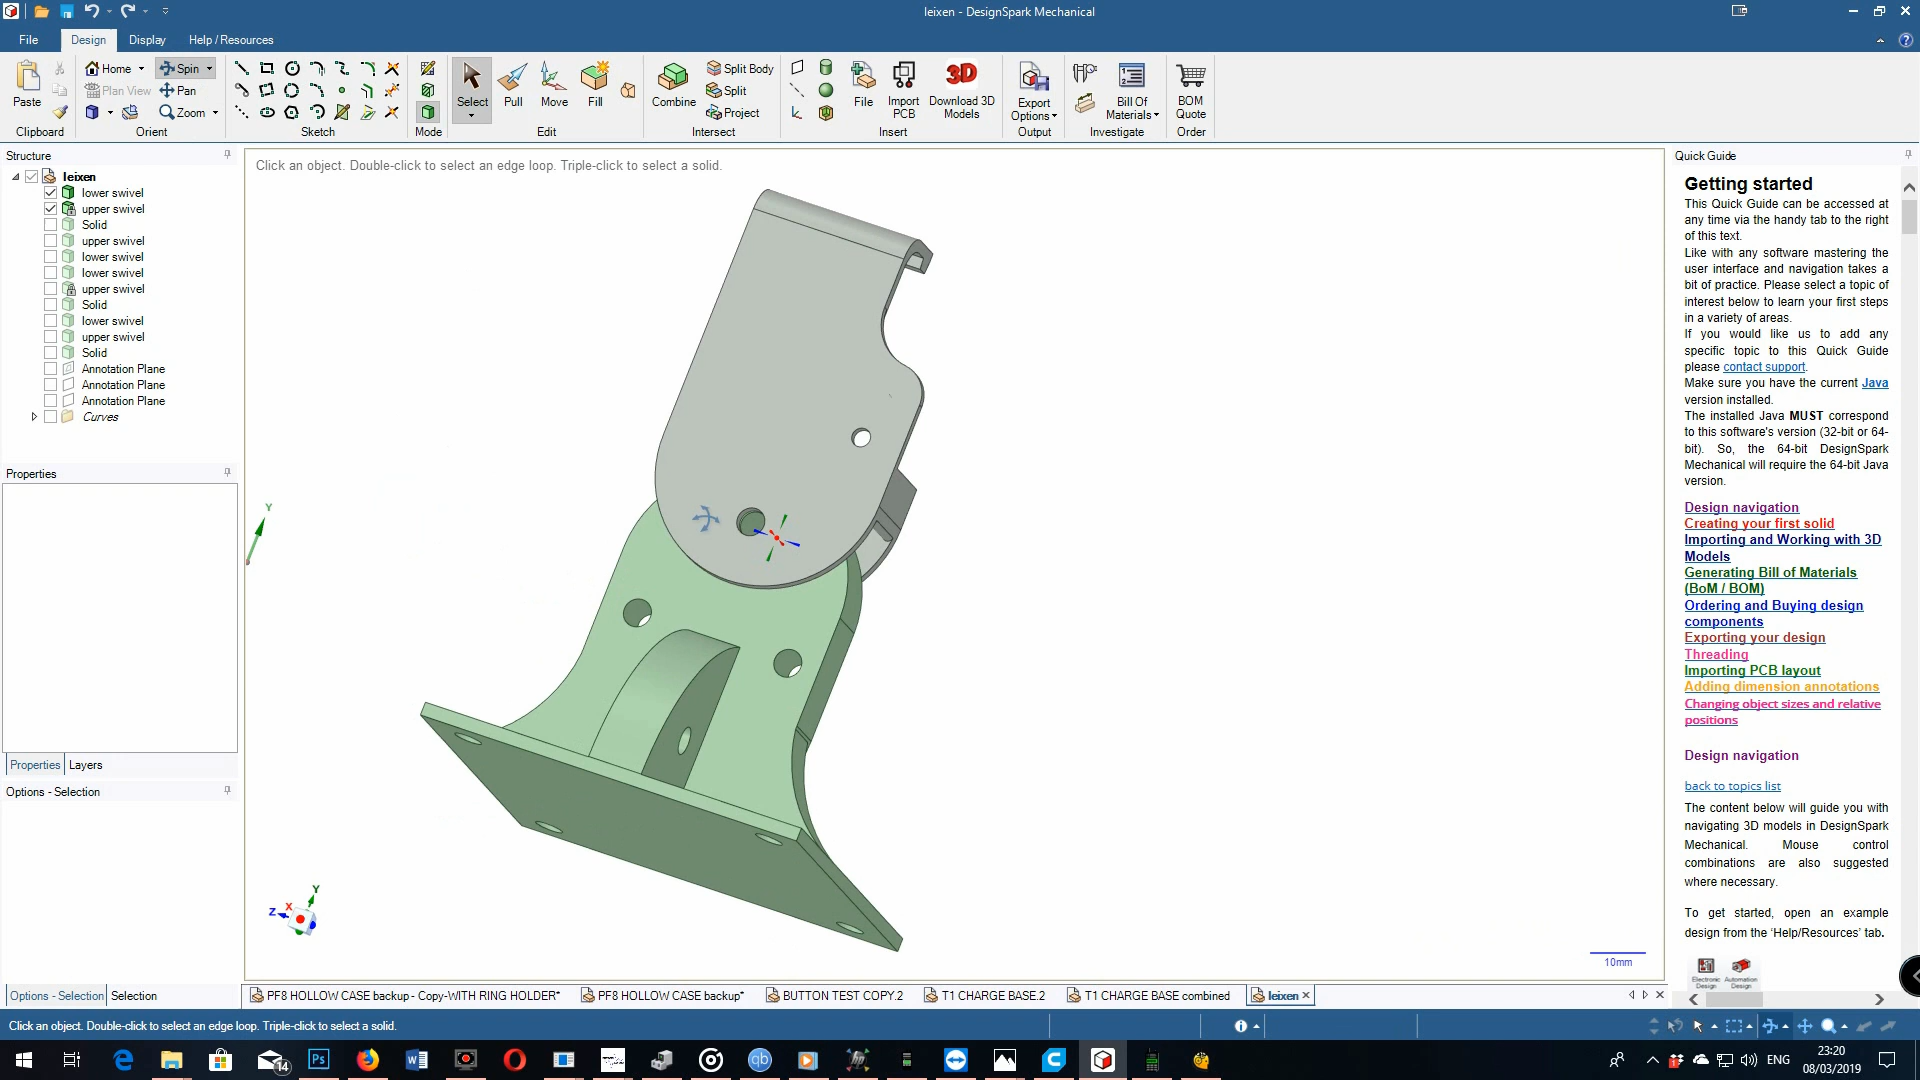 leixen - DesignSpark Mechanical
File
Design
Display
Help / Resources
Paste
Clipboard
Home
Spin
Plan View
Pan
Zoom
Orient
Sketch
Mode
Select
Pull
Move
Fill
Edit
Combine
Split Body
Split
Project
Intersect
File
Import
PCB
3D
Download 3D
Models
Insert
Export
Options
Output
Bill Of
Materials
Investigate
BOM
Quote
Order
Structure
leixen
lower swivel
upper swivel
Solid
upper swivel
lower swivel
lower swivel
upper swivel
Solid
lower swivel
upper swivel
Solid
Annotation Plane
Annotation Plane
Annotation Plane
Curves
Properties
Properties
Layers
Options - Selection
Options - Selection
Selection
Click an object. Double-click to select an edge loop. Triple-click to select a solid.
Y
Y
X
Z
10mm
Quick Guide
Getting started
This Quick Guide can be accessed at
any time via the handy tab to the right
of this text.
Like with any software mastering the
user interface and navigation takes a
bit of practice. Please select a topic of
interest below to learn your first steps
in a variety of areas.
If you would like us to add any
specific topic to this Quick Guide
please contact support.
Make sure you have the current Java
version installed.
The installed Java MUST correspond
to this software's version (32-bit or 64-
bit). So, the 64-bit DesignSpark
Mechanical will require the 64-bit Java
version.
Design navigation
Creating your first solid
Importing and Working with 3D
Models
Generating Bill of Materials
(BoM / BOM)
Ordering and Buying design
components
Exporting your design
Threading
Importing PCB layout
Adding dimension annotations
Changing object sizes and relative
positions
Design navigation
back to topics list
The content below will guide you with
navigating 3D models in DesignSpark
Mechanical. Mouse control
combinations are also suggested
where necessary.
To get started, open an example
design from the ‘Help/Resources’ tab.
Electronic
Design
Automation
Design
PF8 HOLLOW CASE backup - Copy-WITH RING HOLDER*
PF8 HOLLOW CASE backup*
BUTTON TEST COPY.2
T1 CHARGE BASE.2
T1 CHARGE BASE combined
leixen
Click an object. Double-click to select an edge loop. Triple-click to select a solid.
14
Ps
qb
ENG
23:20
08/03/2019